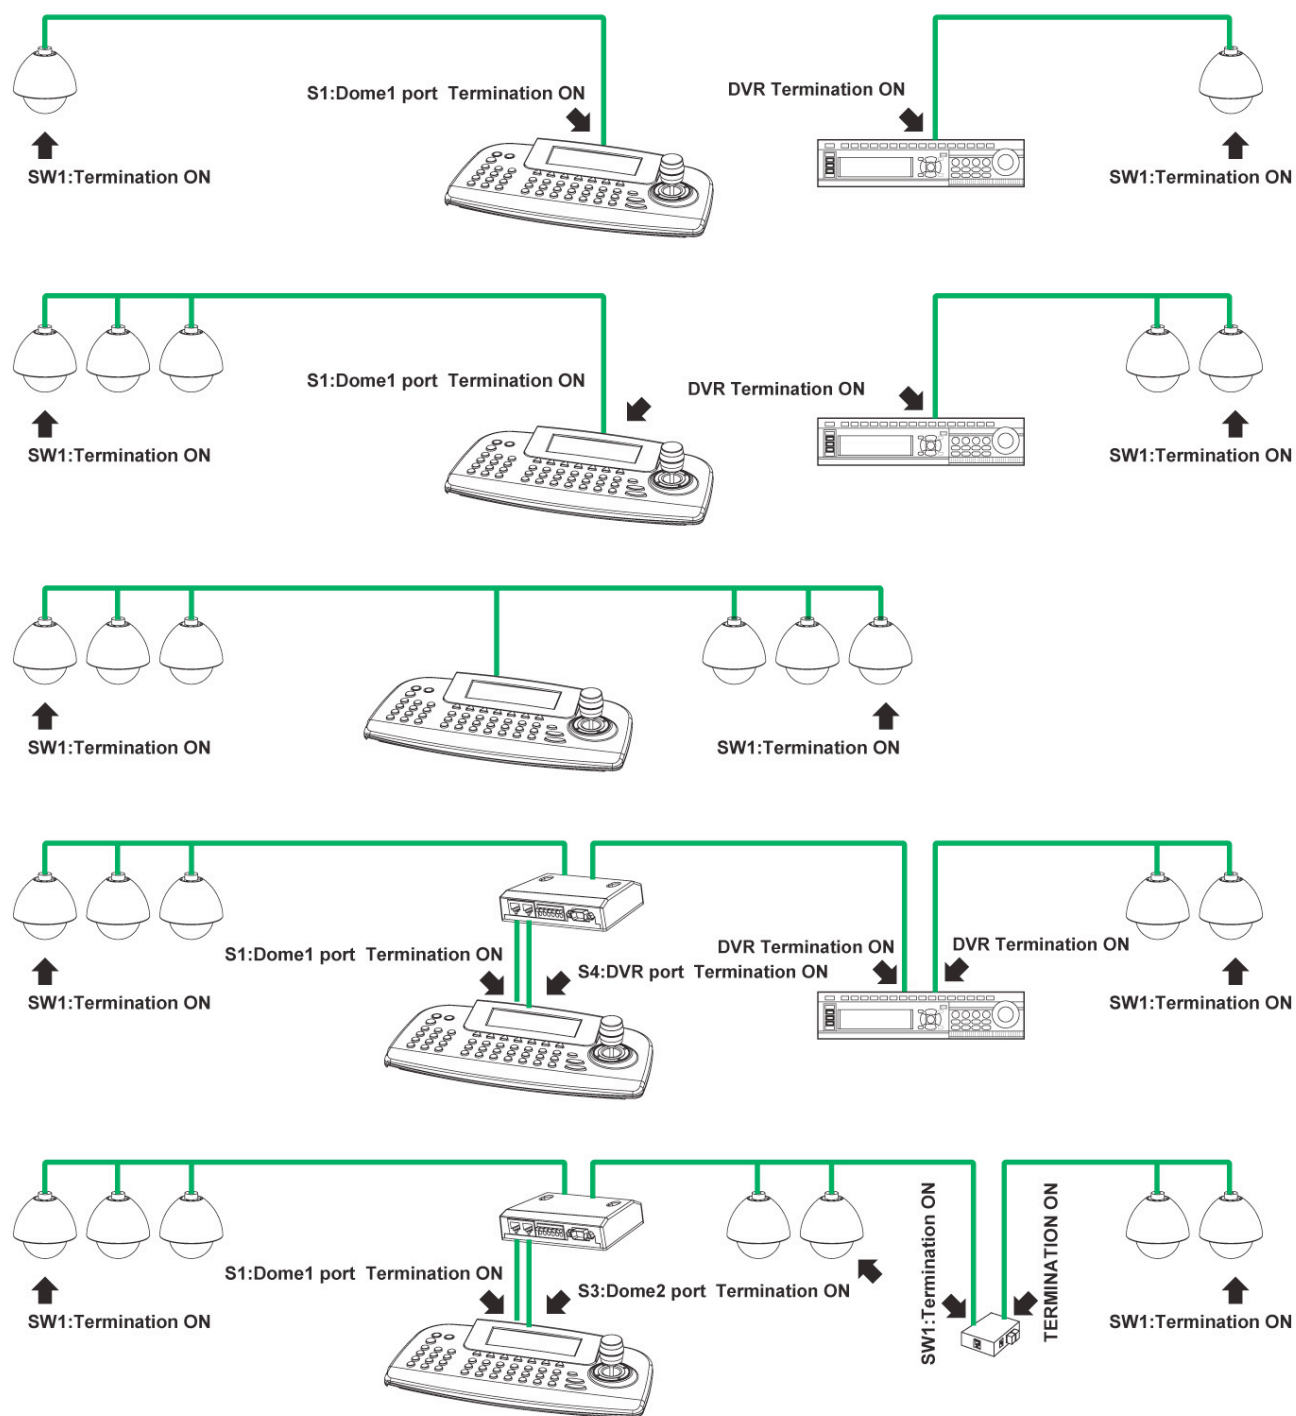 S1:Dome1 port  Termination ON
DVR Termination ON
SW1:Termination ON
SW1:Termination ON
S1:Dome1 port  Termination ON
DVR Termination ON
SW1:Termination ON
SW1:Termination ON
SW1:Termination ON
SW1:Termination ON
S1:Dome1 port  Termination ON
S4:DVR port  Termination ON
DVR Termination ON
DVR Termination ON
SW1:Termination ON
SW1:Termination ON
S1:Dome1 port  Termination ON
S3:Dome2 port  Termination ON
SW1:Termination ON
TERMINATION ON
SW1:Termination ON
SW1:Termination ON